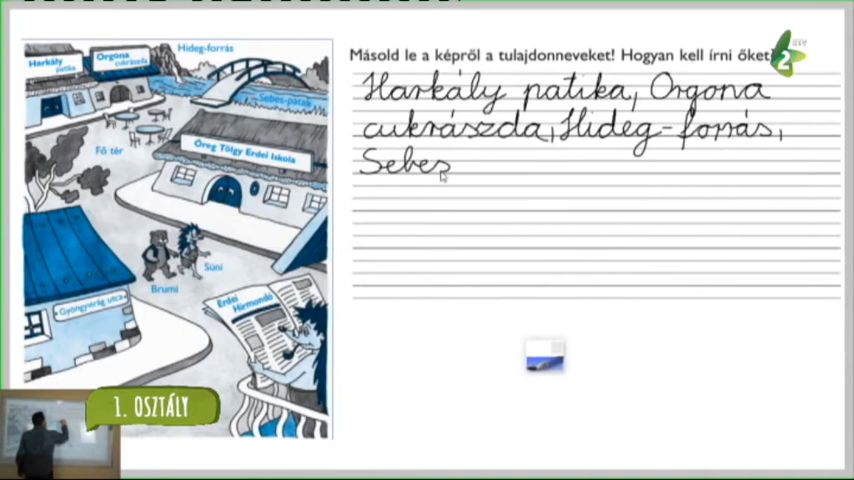 Hideg-forrás
Harkály
patika
Orgona
cukrászda
Sebes-patak
Fő tér
Öreg Tölgy Erdei Iskola
Süni
Brumi
Gyöngyvirág utca
Erdei
Hírmondó
1. OSZTÁLY
Másold le a képről a tulajdonneveket! Hogyan kell írni őket?
Harkály patika, Orgona
cukrászda, Hideg-forrás,
Sebes
2